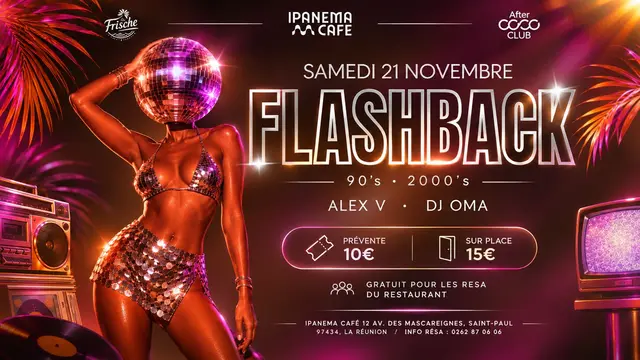 Frische
IPANEMA
CAFE
After
COCO
CLUB
SAMEDI 21 NOVEMBRE
FLASHBACK
90's • 2000's
ALEX V • DJ OMA
PRÉVENTE
10€
SUR PLACE
15€
GRATUIT POUR LES RESA
DU RESTAURANT
IPANEMA CAFÉ 12 AV. DES MASCAREIGNES, SAINT-PAUL
97434, LA RÉUNION / INFO RÉSA : 0262 87 06 06